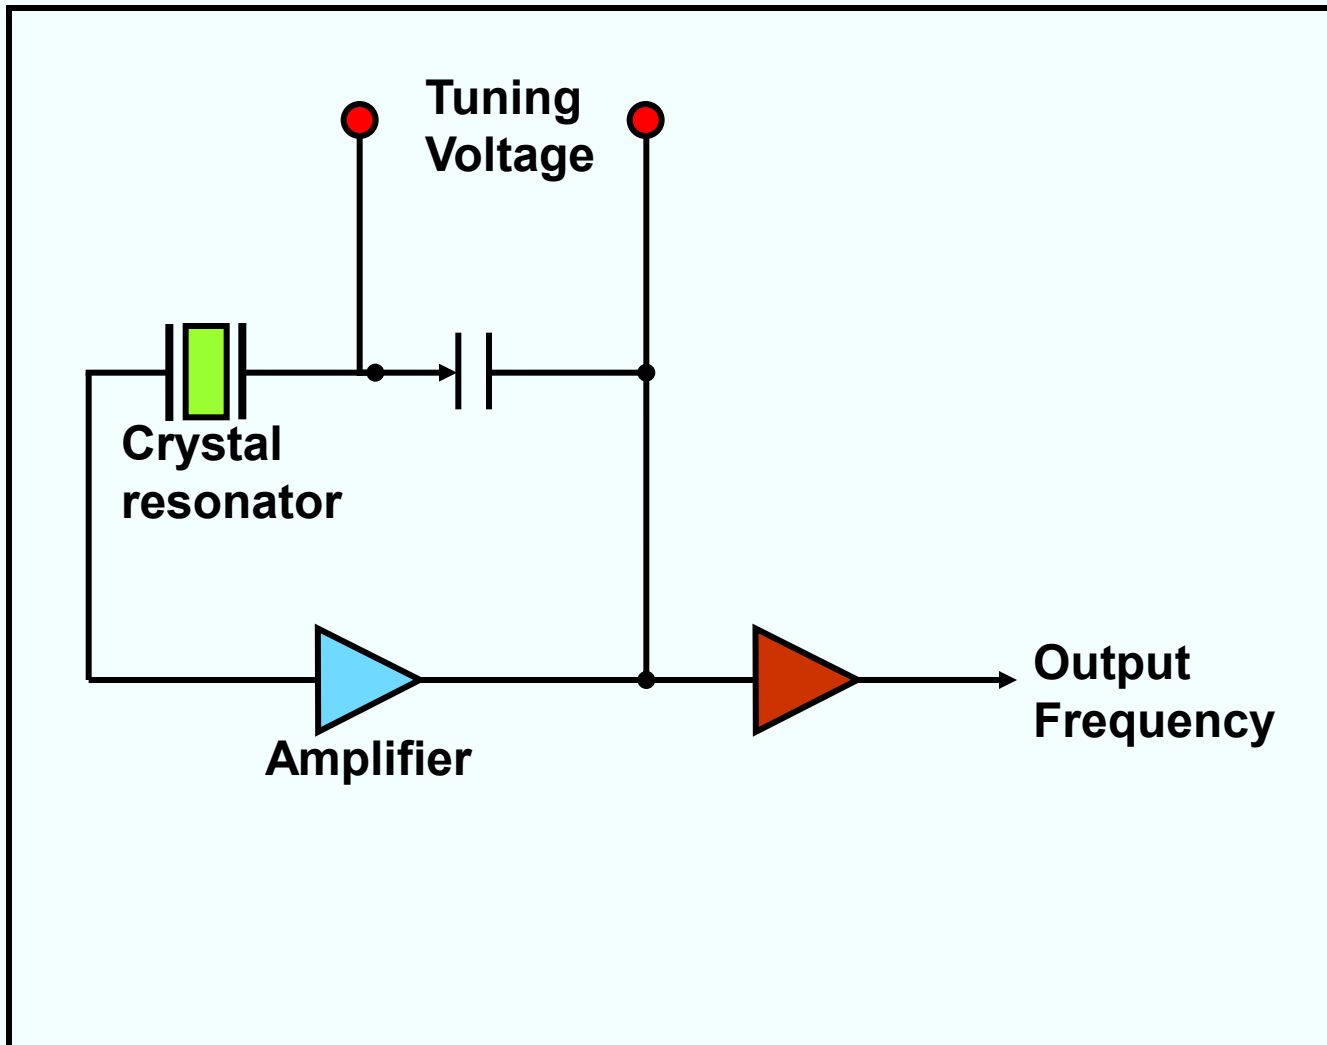 Tuning
Voltage
Crystal
resonator
Amplifier
Output
Frequency